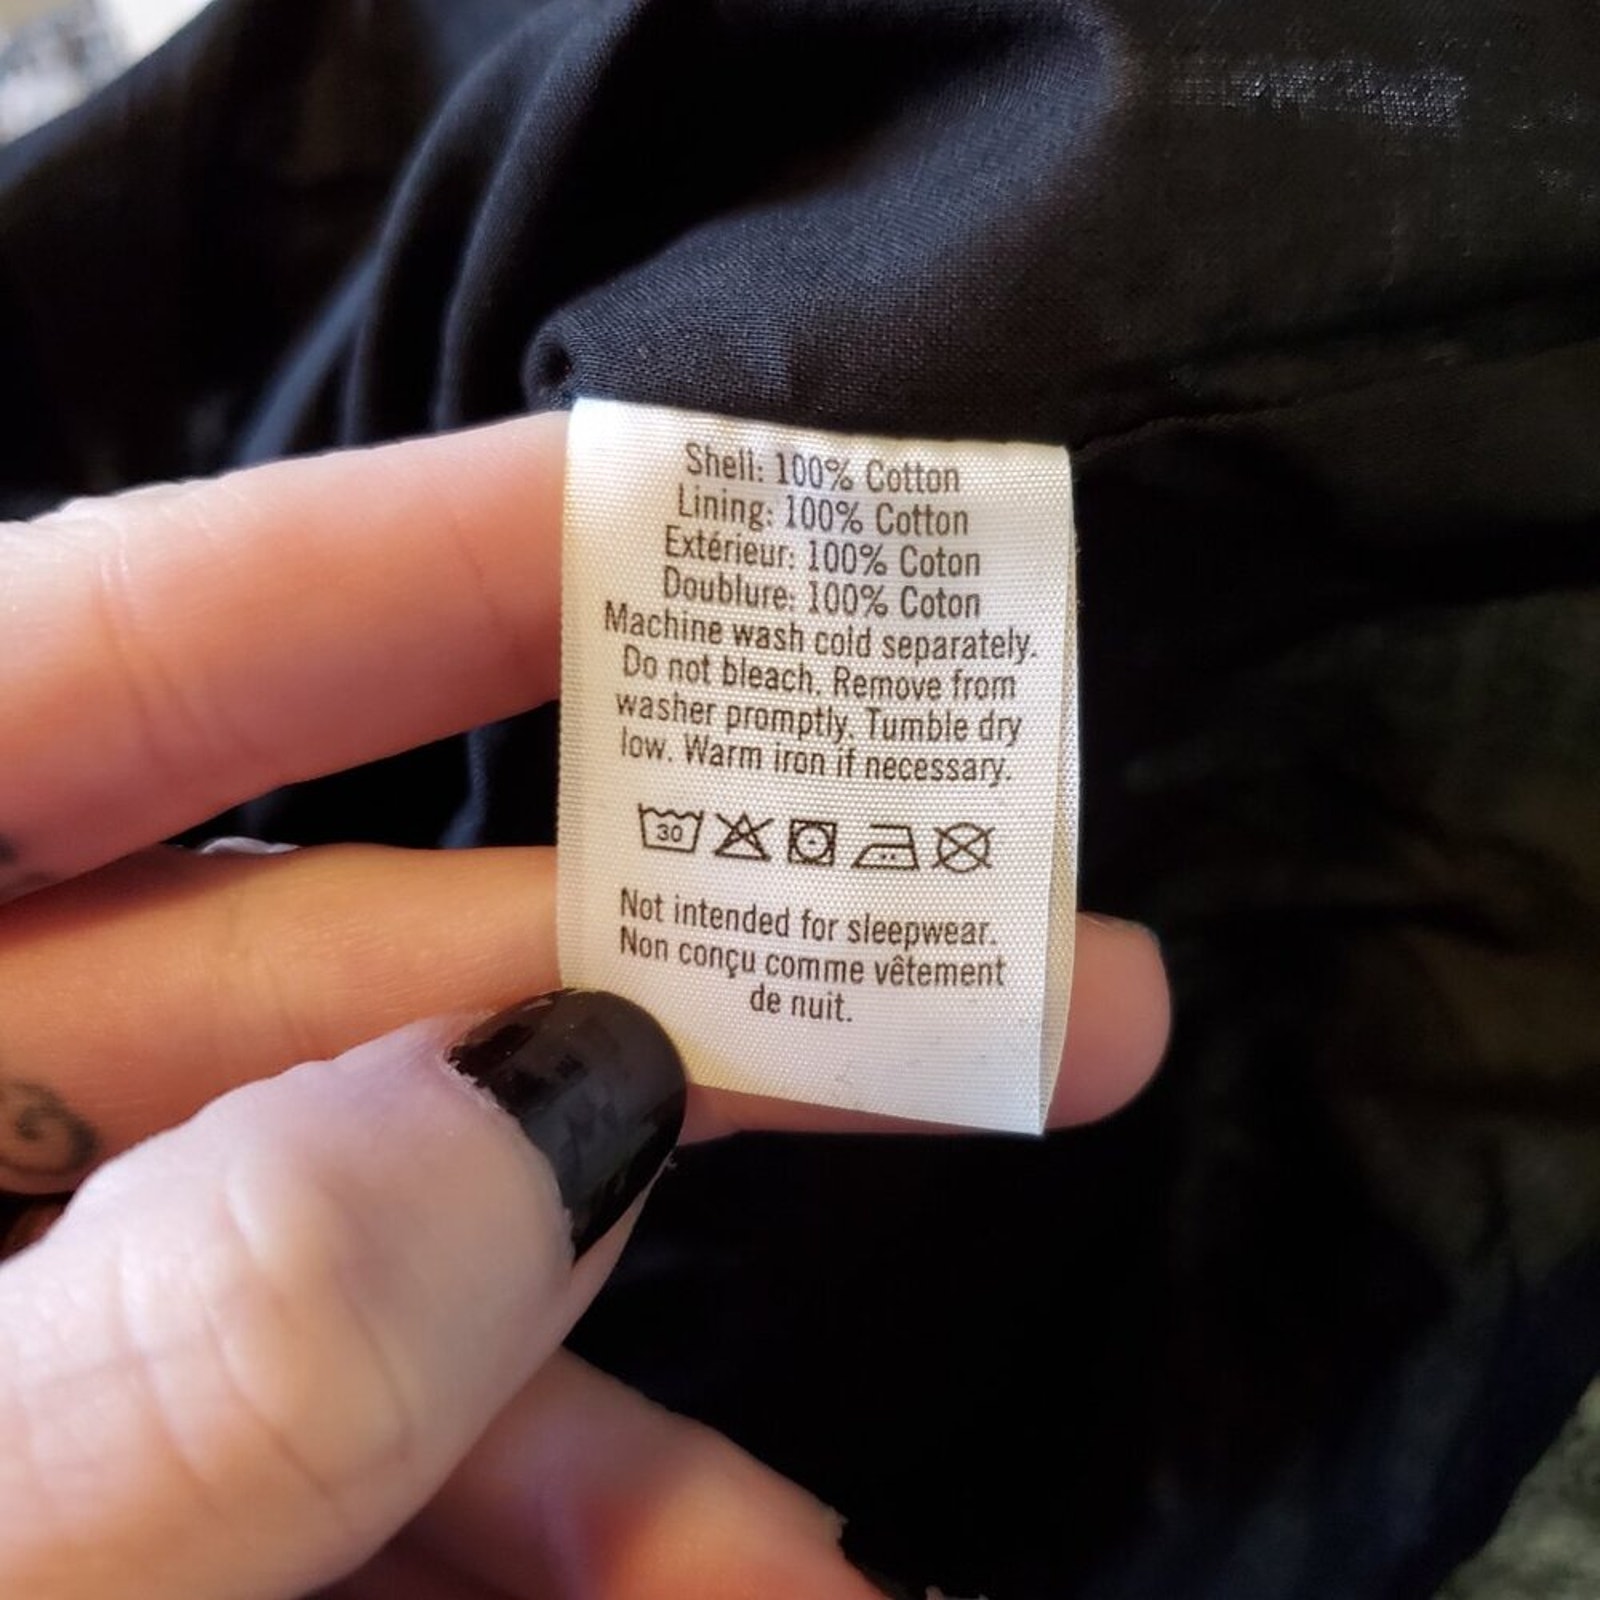 Shell: 100% Cotton
Lining: 100% Cotton
Extérieur: 100% Coton
Doublure: 100% Coton
Machine wash cold separately.
Do not bleach. Remove from
washer promptly. Tumble dry
low. Warm iron if necessary.
30
Not intended for sleepwear.
Non conçu comme vêtement
de nuit.